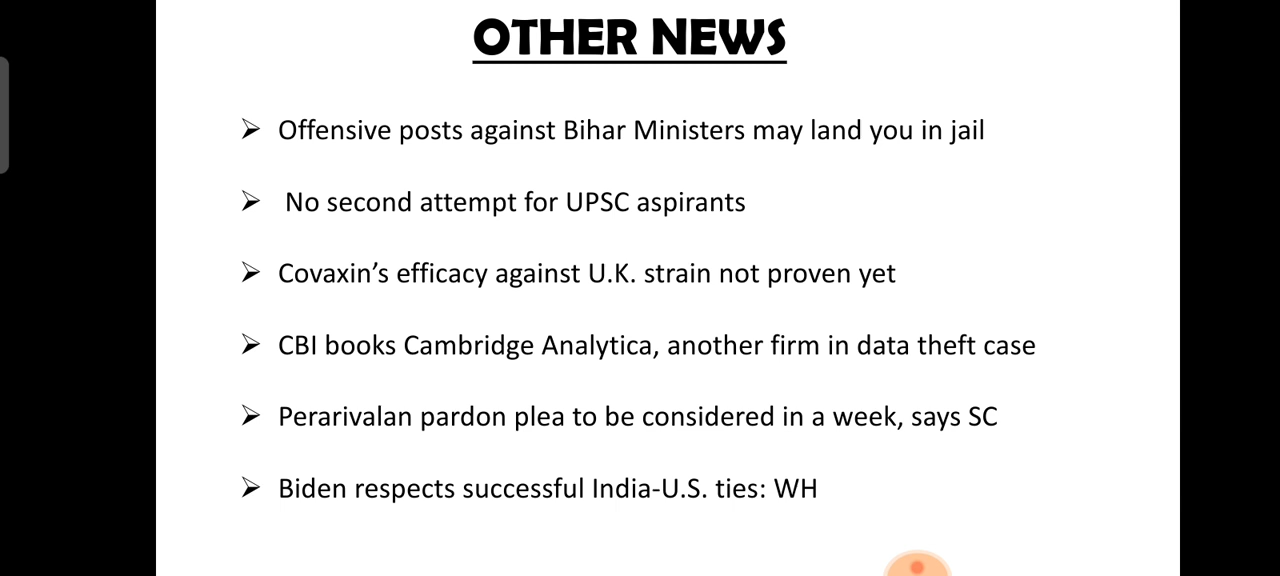 OTHER NEWS
➢ Offensive posts against Bihar Ministers may land you in jail
➢ No second attempt for UPSC aspirants
➢ Covaxin’s efficacy against U.K. strain not proven yet
➢ CBI books Cambridge Analytica, another firm in data theft case
➢ Perarivalan pardon plea to be considered in a week, says SC
➢ Biden respects successful India-U.S. ties: WH